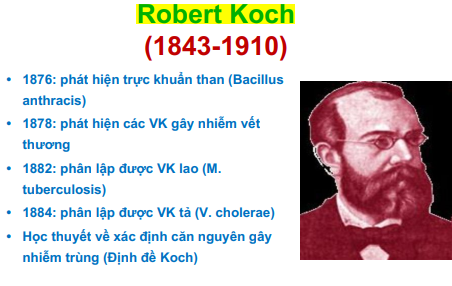 Robert Koch
(1843-1910)
• 1876: phát hiện trực khuẩn than (Bacillus
anthracis)
• 1878: phát hiện các VK gây nhiễm vết
thương
• 1882: phân lập được VK lao (M.
tuberculosis)
• 1884: phân lập được VK tả (V. cholerae)
• Học thuyết về xác định căn nguyên gây
nhiễm trùng (Định đề Koch)